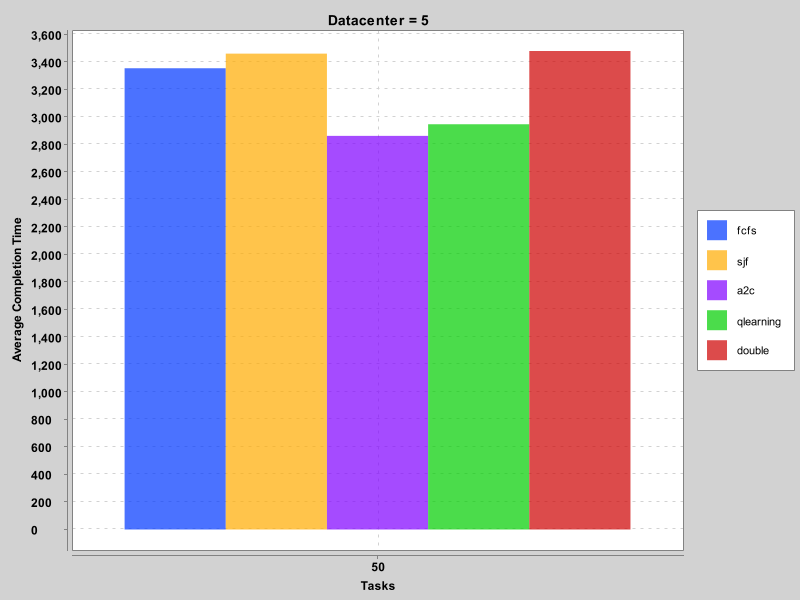 Datacenter = 5
3,600
3,400
3,200
3,000
2,800
2,600
2,400
2,200
2,000
1,800
1,600
1,400
1,200
1,000
800
600
400
200
0
Average Completion Time
50
Tasks
fcfs
sjf
a2c
qlearning
double